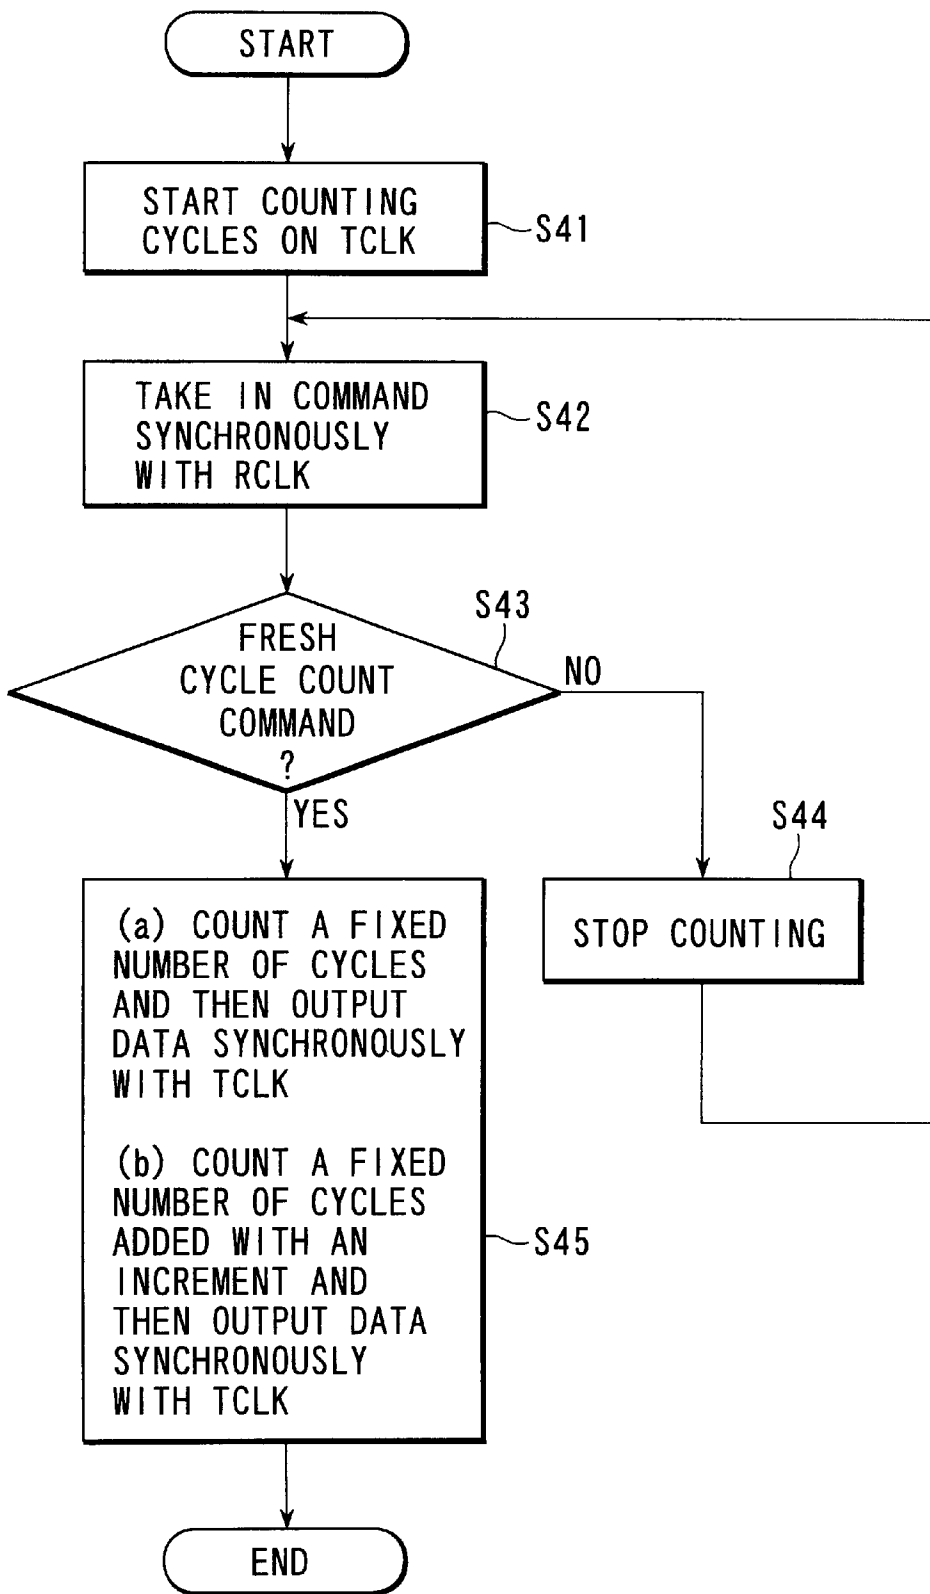 START
START COUNTING
CYCLES ON TCLK
S41
TAKE IN COMMAND
SYNCHRONOUSLY
WITH RCLK
S42
S43
FRESH
CYCLE COUNT
COMMAND
?
NO
YES
S44
STOP COUNTING
(a) COUNT A FIXED
NUMBER OF CYCLES
AND THEN OUTPUT
DATA SYNCHRONOUSLY
WITH TCLK
(b) COUNT A FIXED
NUMBER OF CYCLES
ADDED WITH AN
INCREMENT AND
THEN OUTPUT DATA
SYNCHRONOUSLY
WITH TCLK
S45
END